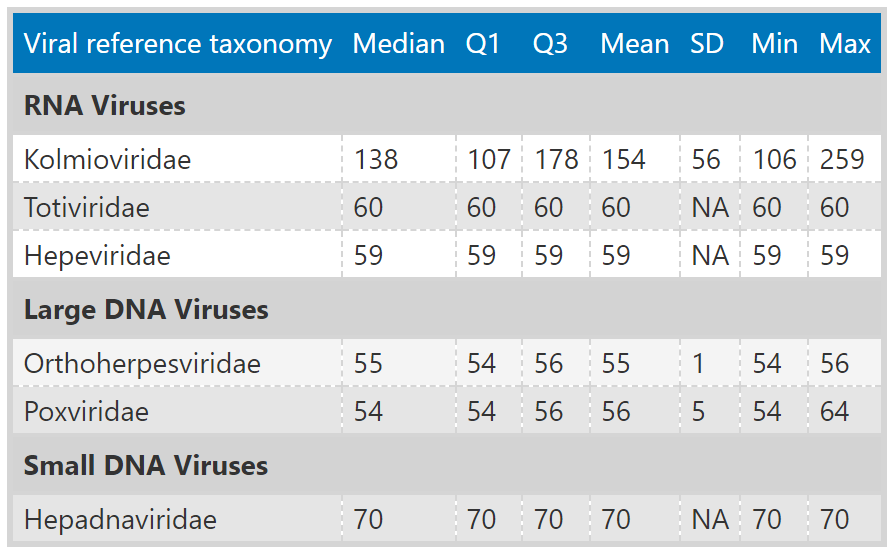 Viral reference taxonomy Median Q1 Q3 Mean SD Min Max
RNA Viruses
Kolmioviridae 138 107 178 154 56 106 259
Totiviridae 60 60 60 60 NA 60 60
Hepeviridae 59 59 59 59 NA 59 59
Large DNA Viruses
Orthoherpesviridae 55 54 56 55 1 54 56
Poxviridae 54 54 56 56 5 54 64
Small DNA Viruses
Hepadnaviridae 70 70 70 70 NA 70 70